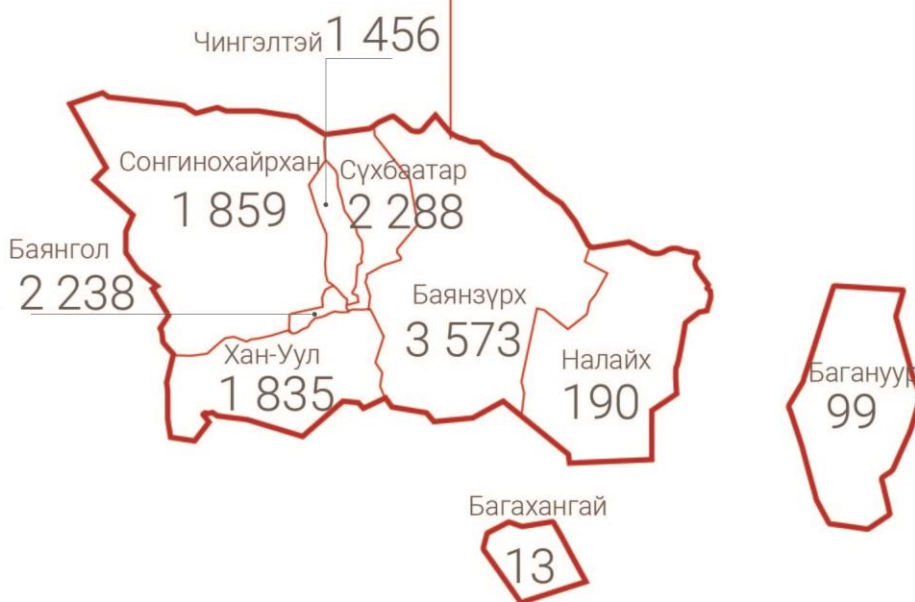 Чингэлтэй 1 456
Сонгинохайрхан
1 859
Сүхбаатар
2 288
Баянгол
2 238
Баянзүрх
3 573
Хан-Уул
1 835
Налайх
190
Багануур
99
Багахангай
13